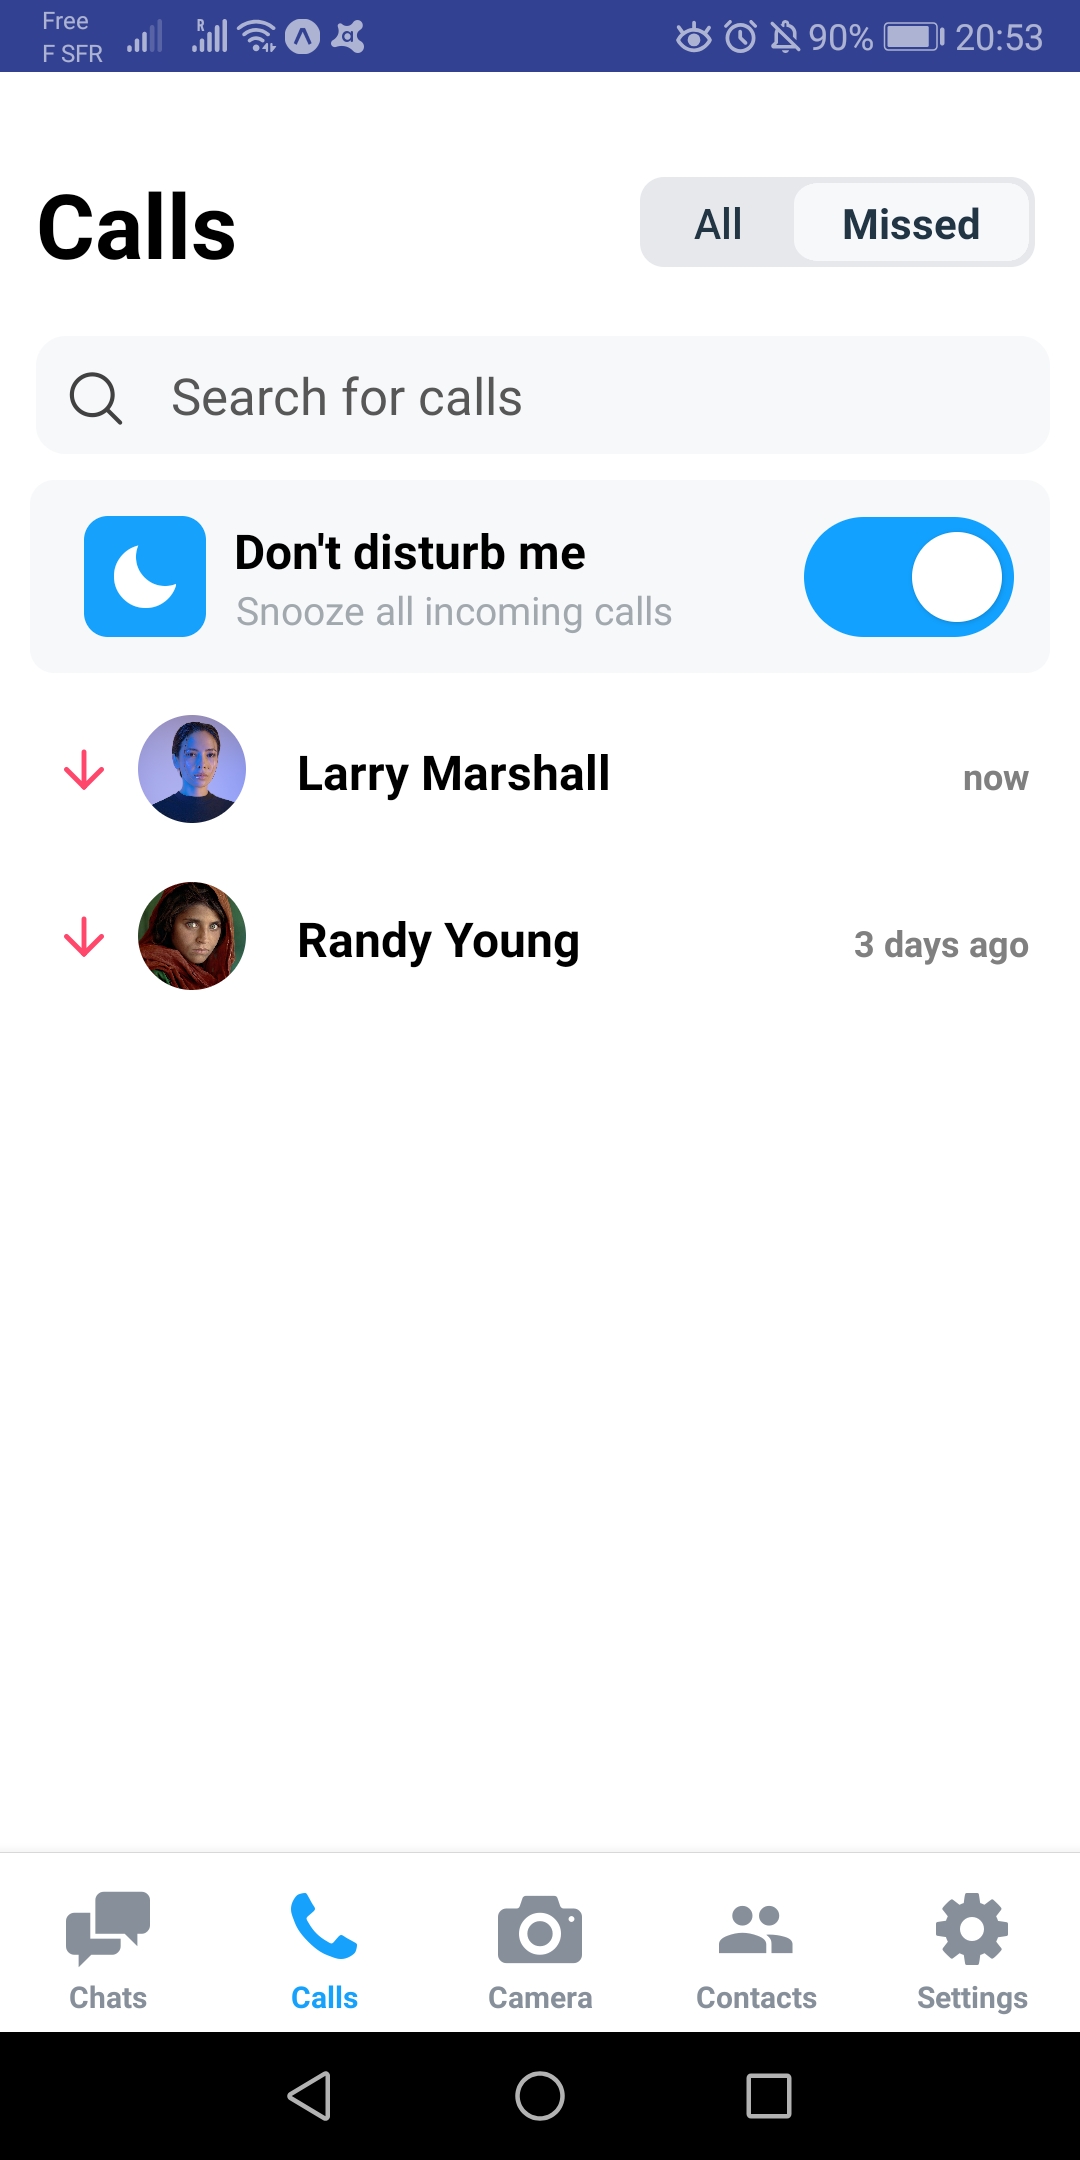 Free
F SFR
R
90%
20:53
Calls
All
Missed
Search for calls
Don't disturb me
Snooze all incoming calls
Larry Marshall
now
Randy Young
3 days ago
Chats
Calls
Camera
Contacts
Settings